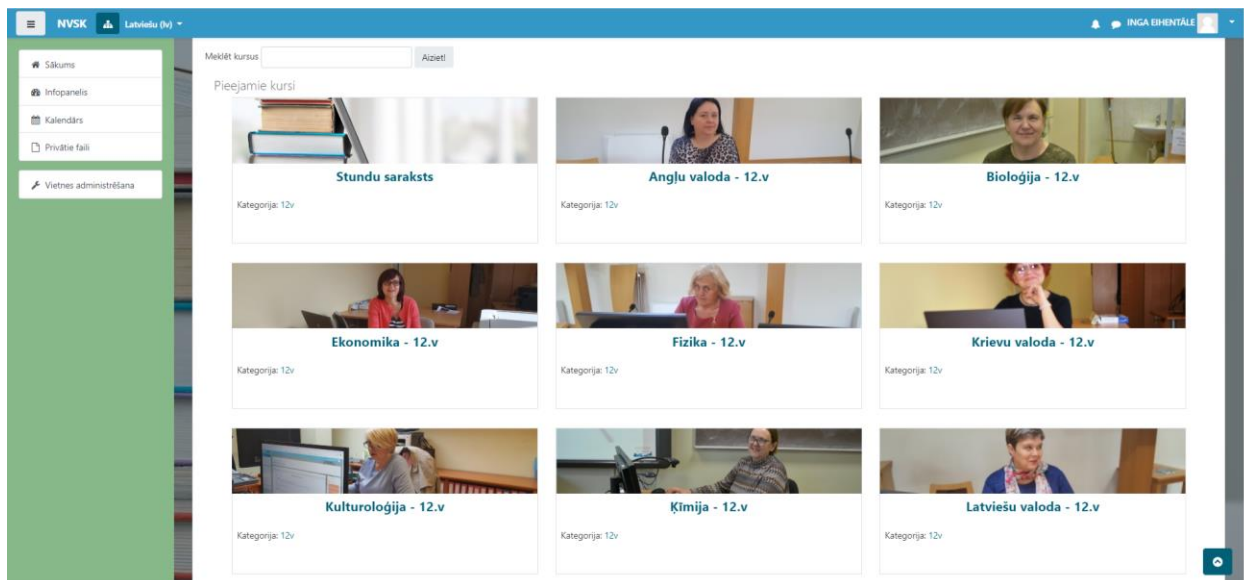 NVSK Latviešu (lv)
INGA EIHENTĀLE
Sākums
Infopanelis
Kalendārs
Privātie faili
Vietnes administrēšana
Meklēt kursus
Aiziet!
Pieejamie kursi
Stundu saraksts
Kategorija: 12v
Angļu valoda - 12.v
Kategorija: 12v
Bioloģija - 12.v
Kategorija: 12v
Ekonomika - 12.v
Kategorija: 12v
Fizika - 12.v
Kategorija: 12v
Krievu valoda - 12.v
Kategorija: 12v
Kulturoloģija - 12.v
Kategorija: 12v
Ķīmija - 12.v
Kategorija: 12v
Latviešu valoda - 12.v
Kategorija: 12v